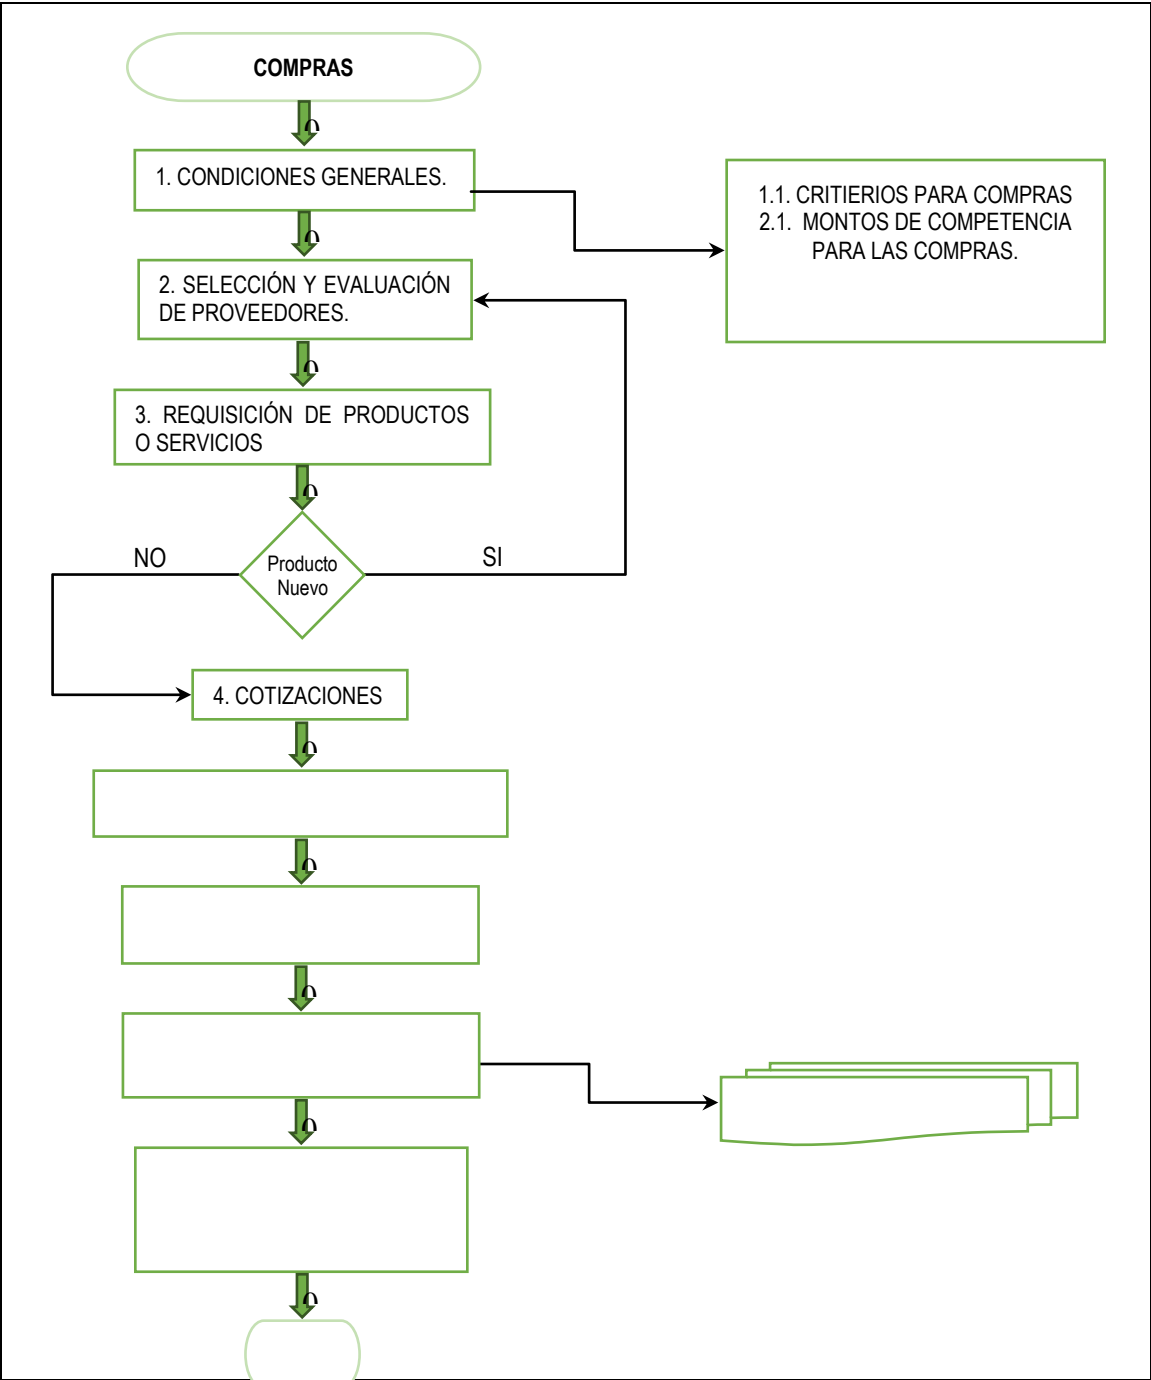 COMPRAS
1. CONDICIONES GENERALES.
1.1. CRITIERIOS PARA COMPRAS
2.1. MONTOS DE COMPETENCIA
PARA LAS COMPRAS.
2. SELECCIÓN Y EVALUACIÓN
DE PROVEEDORES.
3. REQUISICIÓN DE PRODUCTOS
O SERVICIOS
Producto
Nuevo
NO
SI
4. COTIZACIONES